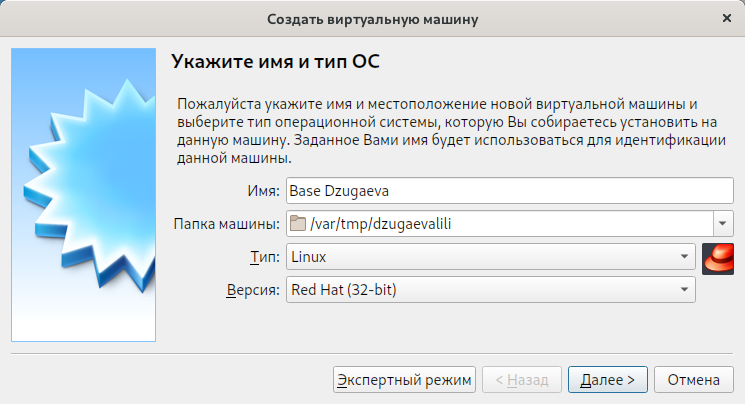 Создать виртуальную машину
Укажите имя и тип ОС
Пожалуйста укажите имя и местоположение новой виртуальной машины и
выберите тип операционной системы, которую Вы собираетесь установить на
данную машину. Заданное Вами имя будет использоваться для идентификации
данной машины.
Имя: Base Dzugaeva
Папка машины: /var/tmp/dzugaevalili
Тип: Linux
Версия: Red Hat (32-bit)
Экспертный режим < Назад Далее > Отмена